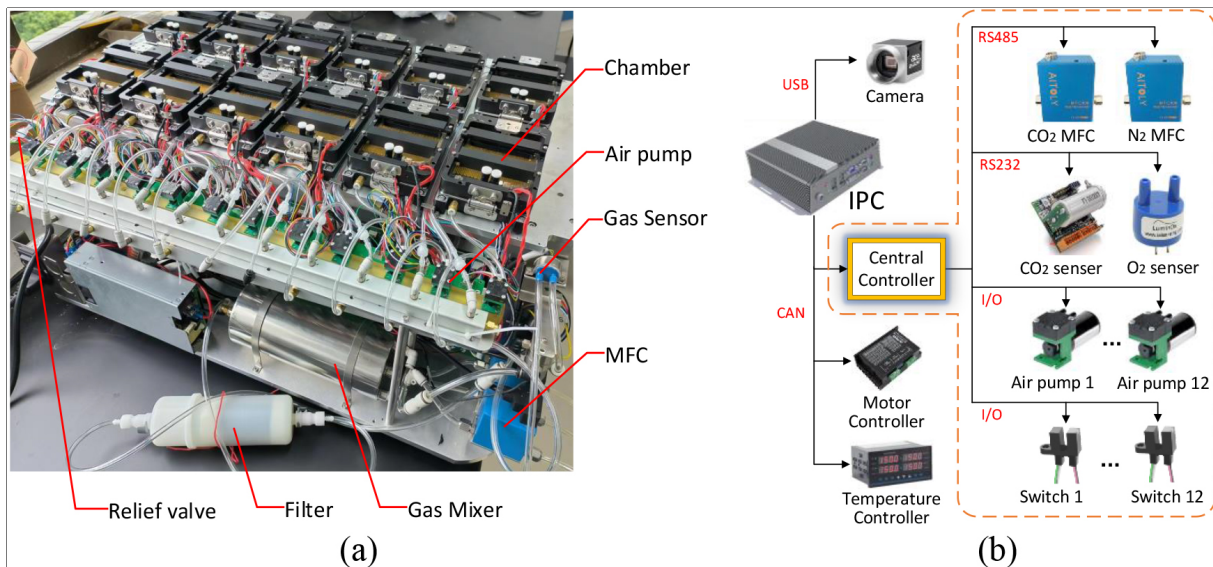 Chamber
Air pump
Gas Sensor
MFC
Relief valve
Filter
Gas Mixer
(a)
USB
Camera
IPC
Central
Controller
CAN
Motor
Controller
Temperature
Controller
RS485
AITOLY
AITOLY
CO2 MFC
N2 MFC
RS232
CO2 senser
O2 senser
I/O
...
Air pump 1
Air pump 12
I/O
...
Switch 1
Switch 12
(b)